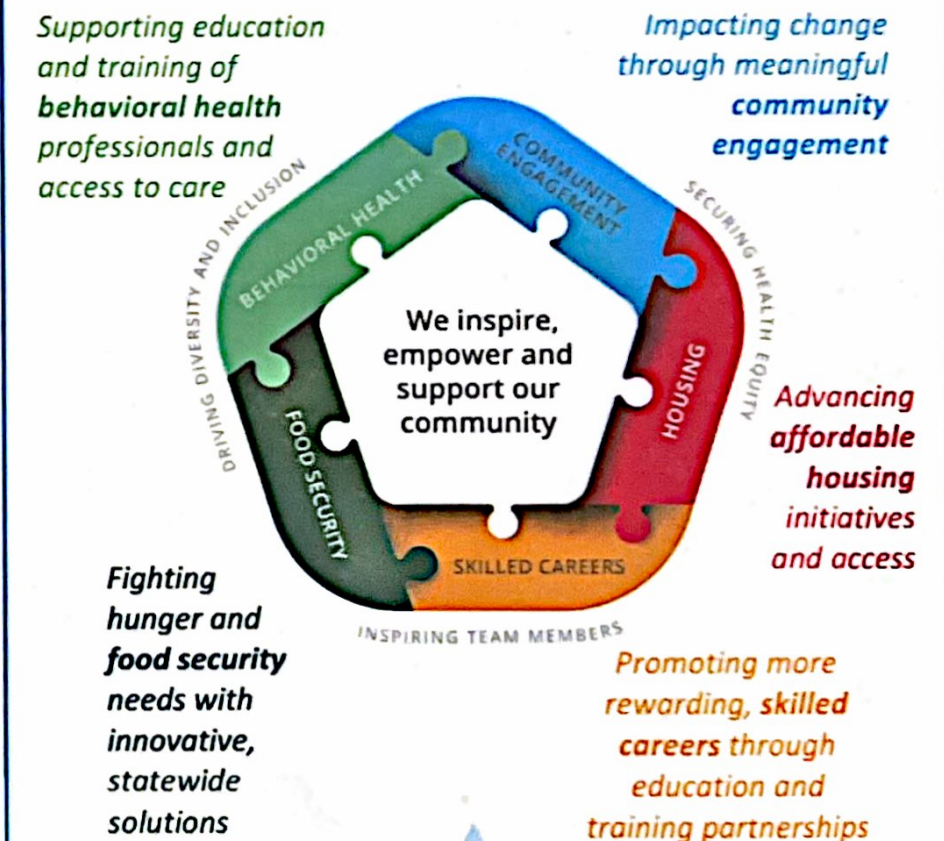 Supporting education
and training of
behavioral health
professionals and
access to care
Impacting change
through meaningful
community
engagement
DRIVING DIVERSITY AND INCLUSION
BEHAVIORAL HEALTH
COMMUNITY
ENGAGEMENT
SECURING HEALTH EQUITY
We inspire,
empower and
support our
community
HOUSING
Advancing
affordable
housing
initiatives
and access
FOOD SECURITY
SKILLED CAREERS
INSPIRING TEAM MEMBERS
Fighting
hunger and
food security
needs with
innovative,
statewide
solutions
Promoting more
rewarding, skilled
careers through
education and
training partnerships